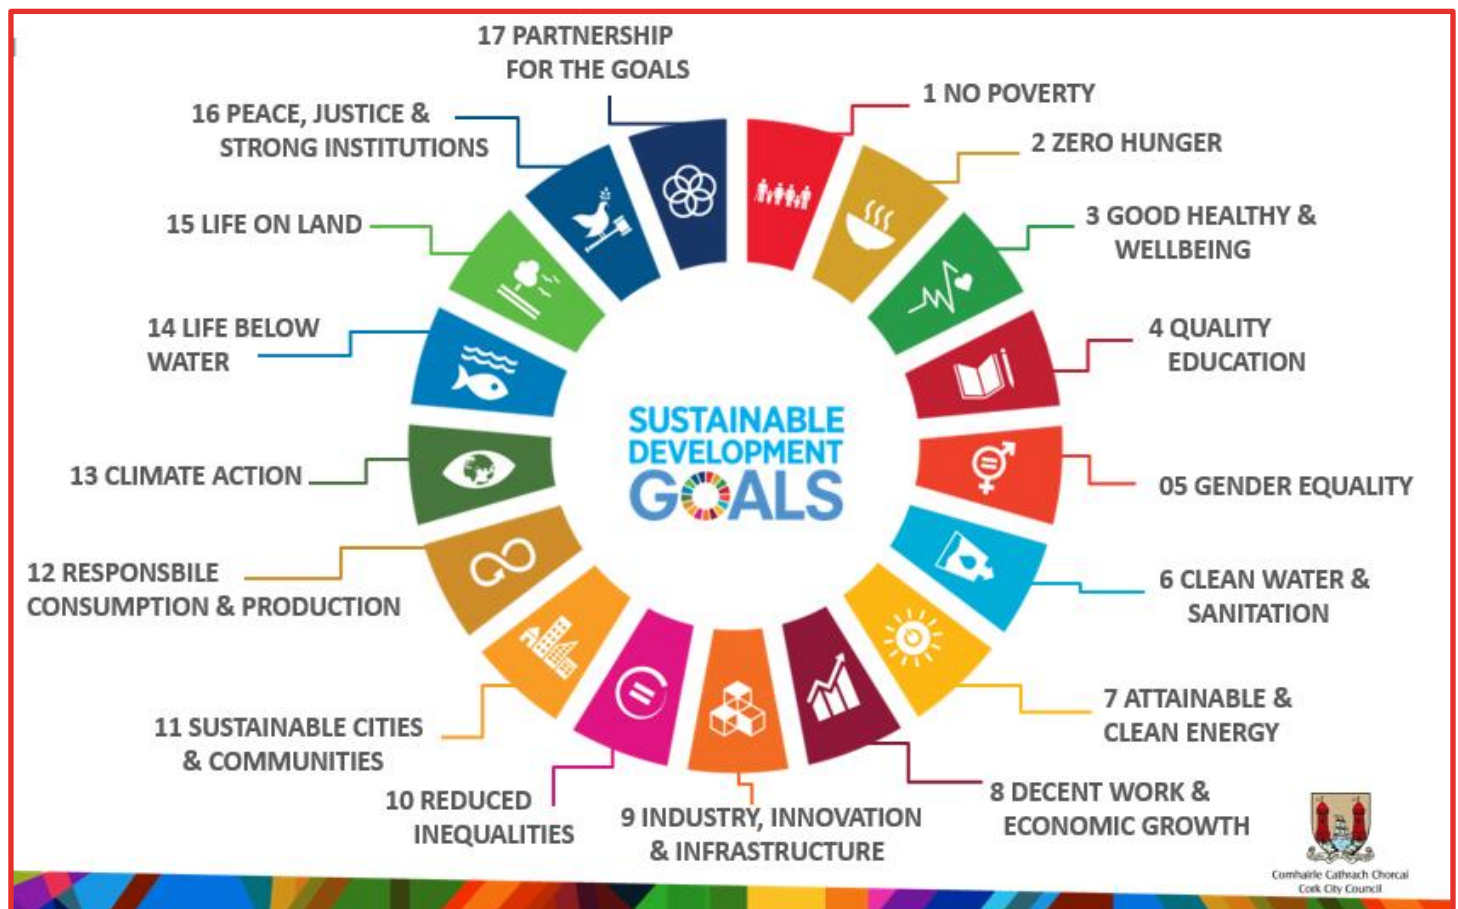 17 PARTNERSHIP
FOR THE GOALS
1 NO POVERTY
16 PEACE, JUSTICE &
STRONG INSTITUTIONS
2 ZERO HUNGER
15 LIFE ON LAND
3 GOOD HEALTHY &
WELLBEING
14 LIFE BELOW
WATER
4 QUALITY
EDUCATION
SUSTAINABLE
DEVELOPMENT
GOALS
13 CLIMATE ACTION
05 GENDER EQUALITY
12 RESPONSBILE
CONSUMPTION & PRODUCTION
6 CLEAN WATER &
SANITATION
11 SUSTAINABLE CITIES
& COMMUNITIES
7 ATTAINABLE &
CLEAN ENERGY
10 REDUCED
INEQUALITIES
9 INDUSTRY, INNOVATION
& INFRASTRUCTURE
8 DECENT WORK &
ECONOMIC GROWTH
Comhairle Cathrach Chorcaí
Cork City Council